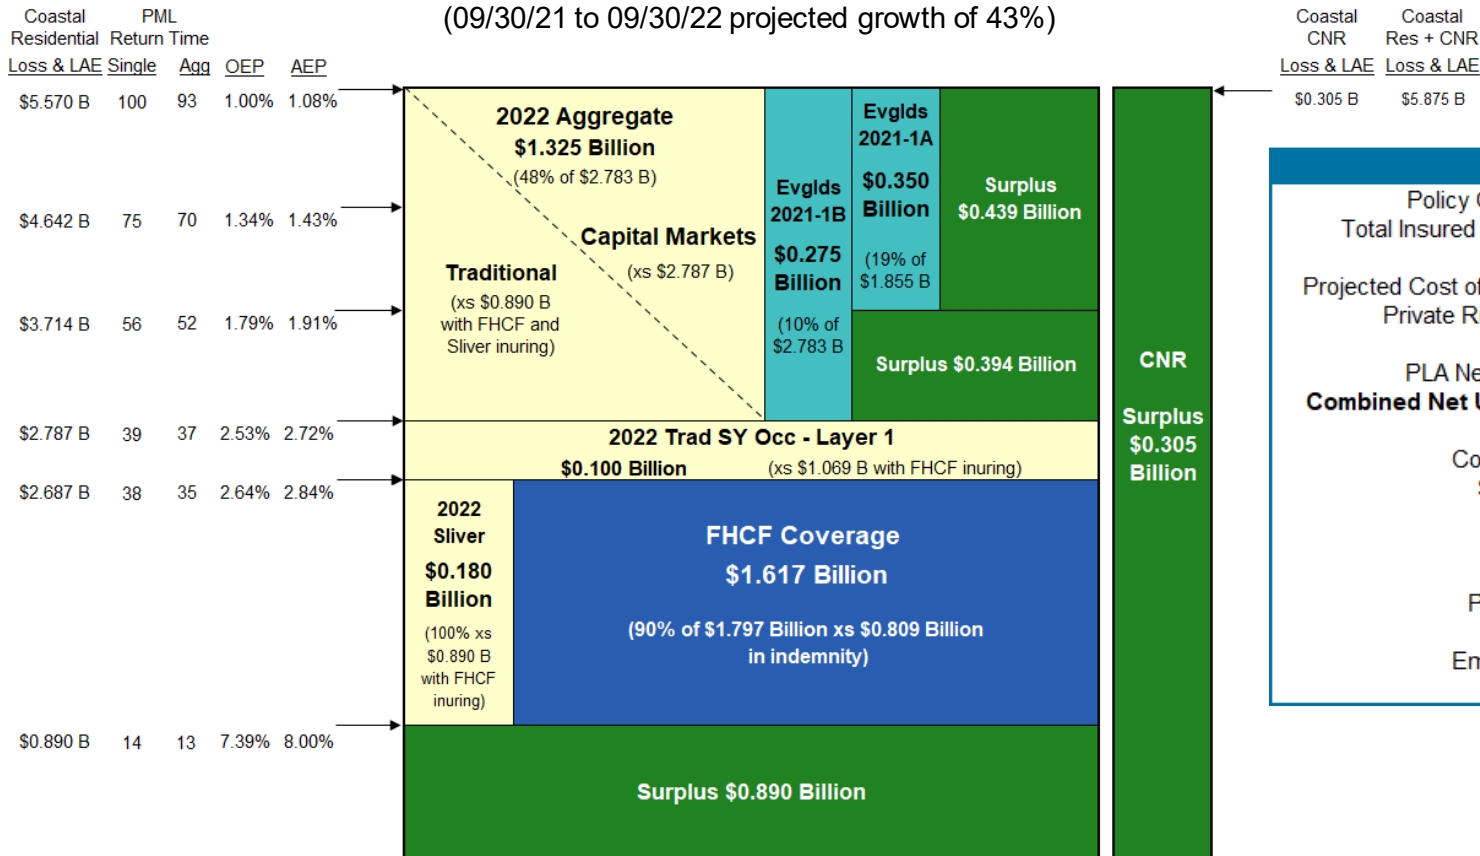 (09/30/21 to 09/30/22 projected growth of 43%)
Coastal PML
Residential Return Time
Loss & LAE Single Agg OEP AEP
$5.570 B 100 93 1.00% 1.08%
$4.642 B 75 70 1.34% 1.43%
$3.714 B 56 52 1.79% 1.91%
$2.787 B 39 37 2.53% 2.72%
$2.687 B 38 35 2.64% 2.84%
$0.890 B 14 13 7.39% 8.00%
2022 Aggregate
$1.325 Billion
(48% of $2.783 B)
Capital Markets
(xs $2.787 B)
Traditional
(xs $0.890 B
with FHCF and
Sliver inuring)
Evglds
2021-1B
$0.275
Billion
(10% of
$2.783 B
Evglds
2021-1A
$0.350
Billion
(19% of
$1.855 B
Surplus
$0.439 Billion
Surplus $0.394 Billion
2022 Trad SY Occ - Layer 1
$0.100 Billion (xs $1.069 B with FHCF inuring)
2022
Sliver
$0.180
Billion
(100% xs
$0.890 B
with FHCF
inuring)
FHCF Coverage
$1.617 Billion
(90% of $1.797 Billion xs $0.809 Billion
in indemnity)
Surplus $0.890 Billion
CNR
Surplus
$0.305
Billion
Coastal Coastal
CNR Res + CNR
Loss & LAE Loss & LAE
$0.305 B $5.875 B
Policy
Total Insured
Projected Cost of
Private
PLA
Combined Net